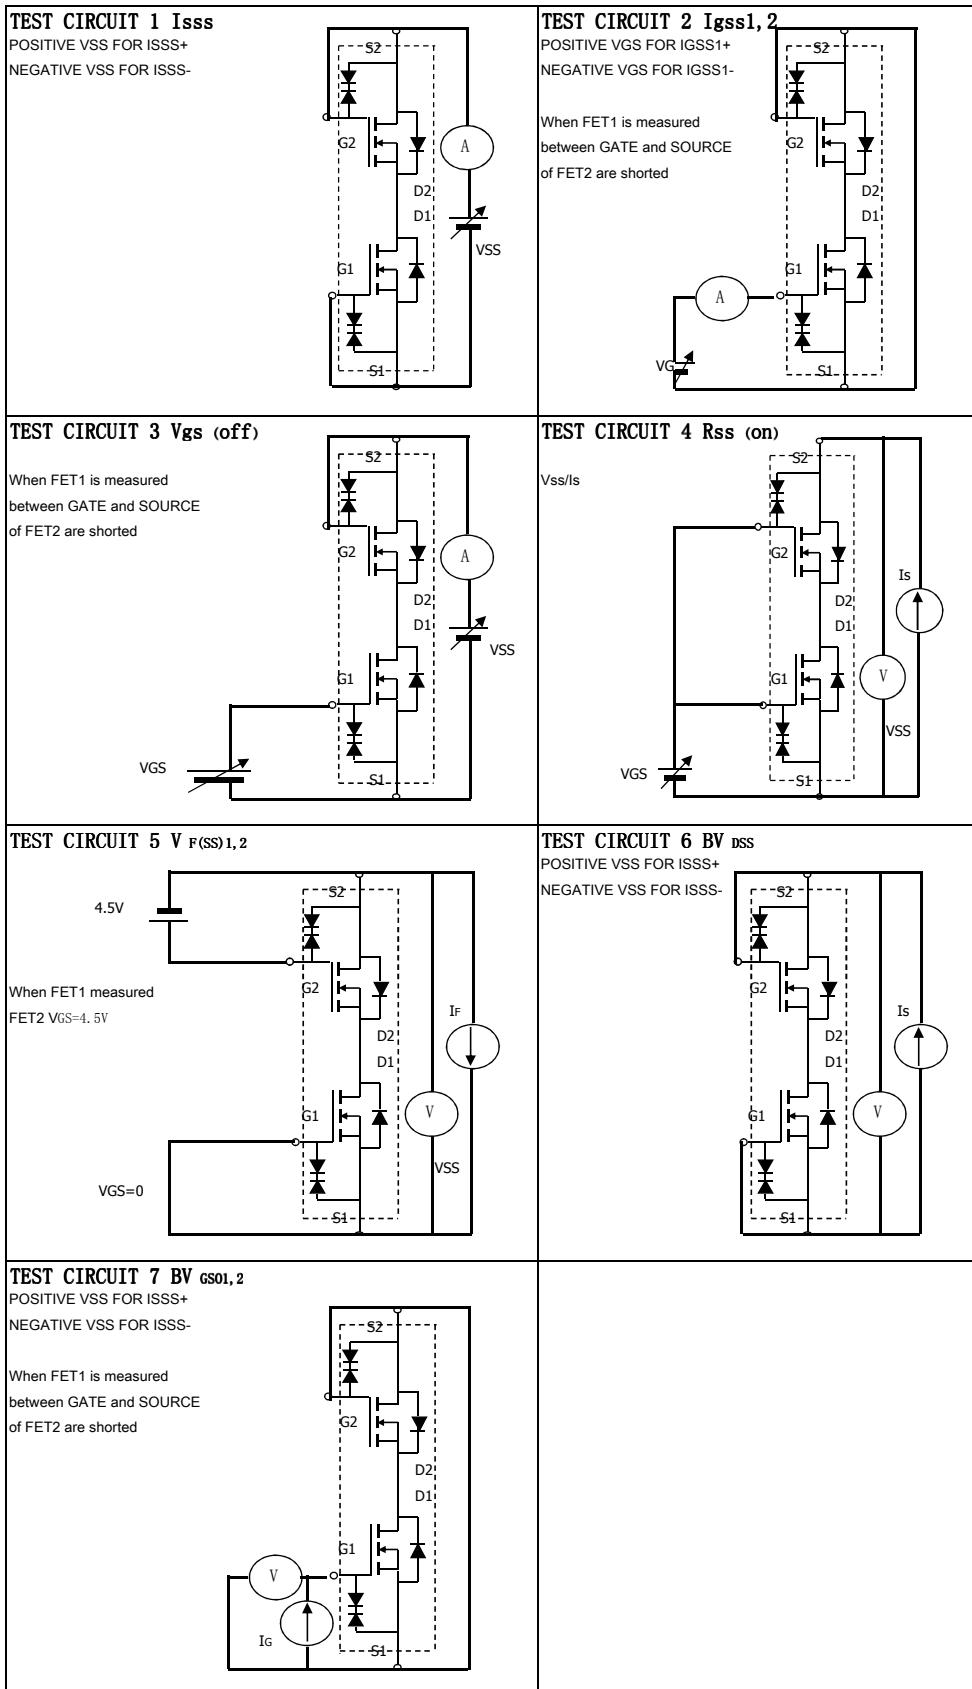 TEST CIRCUIT 1 Isss
POSITIVE VSS FOR ISSS+
NEGATIVE VSS FOR ISSS-
S2
G2
A
D2
D1
VSS
G1
S1
TEST CIRCUIT 2 Igss1,2
POSITIVE VGS FOR IGSS1+
NEGATIVE VGS FOR IGSS1-
When FET1 is measured
between GATE and SOURCE
of FET2 are shorted
S2
G2
D2
D1
G1
A
VG
S1
TEST CIRCUIT 3 Vgs (off)
When FET1 is measured
between GATE and SOURCE
of FET2 are shorted
S2
G2
A
D2
D1
VSS
G1
VGS
S1
TEST CIRCUIT 4 Rss (on)
Vss/Is
S2
G2
Is
D2
D1
G1
V
VSS
VGS
S1
TEST CIRCUIT 5 V F(SS)1,2
4.5V
S2
When FET1 measured
FET2 VGS=4.5V
G2
IF
D2
D1
G1
V
VSS
VGS=0
S1
TEST CIRCUIT 6 BV DSS
POSITIVE VSS FOR ISSS+
NEGATIVE VSS FOR ISSS-
S2
G2
Is
D2
D1
G1
V
S1
TEST CIRCUIT 7 BV GSO1,2
POSITIVE VSS FOR ISSS+
NEGATIVE VSS FOR ISSS-
When FET1 is measured
between GATE and SOURCE
of FET2 are shorted
S2
G2
D2
D1
G1
V
IG
S1